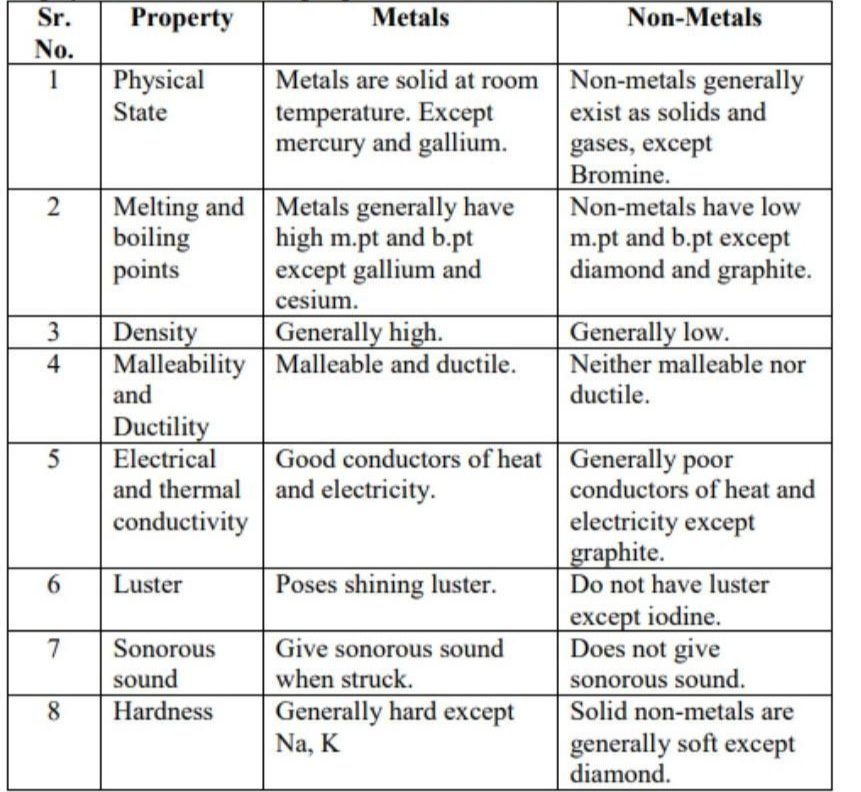 Sr. No.
Property
Metals
Non-Metals
1
Physical
State
Metals are solid at room
temperature. Except
mercury and gallium.
Non-metals generally
exist as solids and
gases, except
Bromine.
2
Melting and
boiling
points
Metals generally have
high m.pt and b.pt
except gallium and
cesium.
Non-metals have low
m.pt and b.pt except
diamond and graphite.
3
Density
Generally high.
Generally low.
4
Malleability
and
Ductility
Malleable and ductile.
Neither malleable nor
ductile.
5
Electrical
and thermal
conductivity
Good conductors of heat
and electricity.
Generally poor
conductors of heat and
electricity except
graphite.
6
Luster
Poses shining luster.
Do not have luster
except iodine.
7
Sonorous
sound
Give sonorous sound
when struck.
Does not give
sonorous sound.
8
Hardness
Generally hard except
Na, K
Solid non-metals are
generally soft except
diamond.